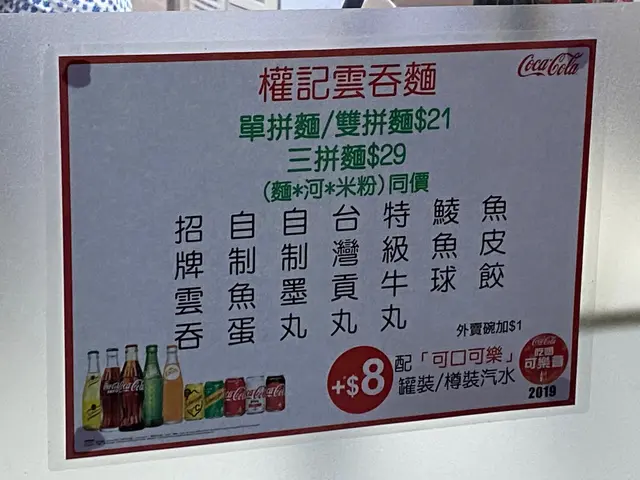 Coca-Cola
權記雲吞麵
單拼麵/雙拼麵$21
三拼麵$29
(麵*河*米粉)同價
魚皮餃
鯪魚球
特級牛丸
台灣貢丸
自制墨丸
自制魚蛋
招牌雲吞
外賣碗加$1
+$8
配「可口可樂」
罐裝/樽裝汽水
2019